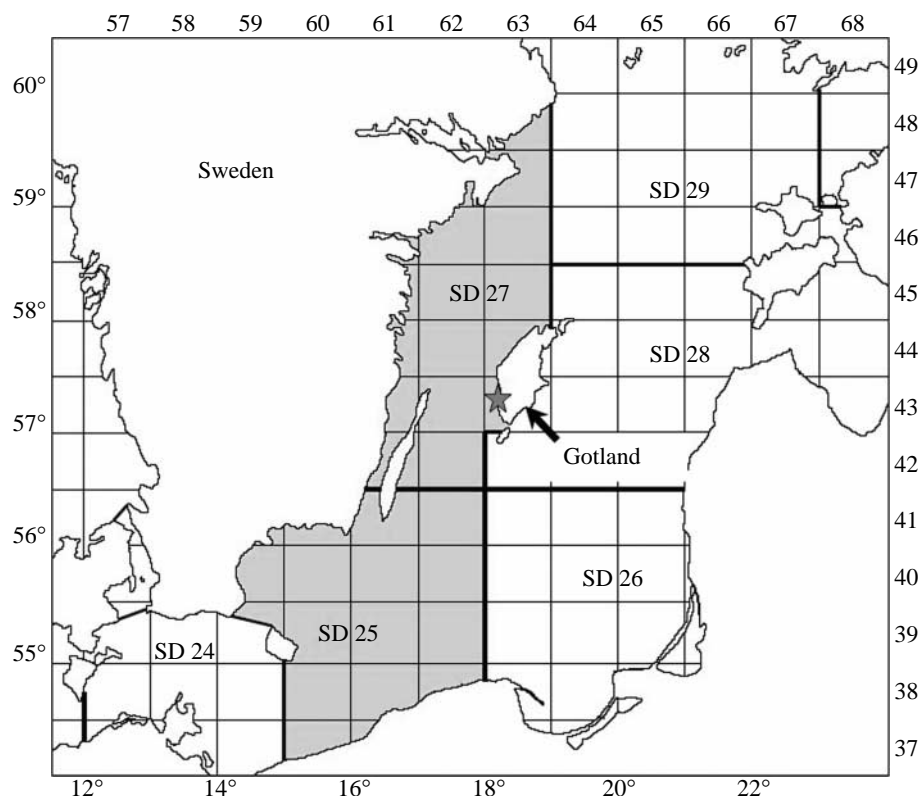 57 58 59 60 61 62 63 65 66 67 68
60° 49
48
Sweden 47
59° SD 29
46
SD 27 45
58°
SD 28 44
57° 43
Gotland 42
41
56°
SD 26 40
SD 25 39
SD 24
55°
38
37
12° 14° 16° 18° 20° 22°